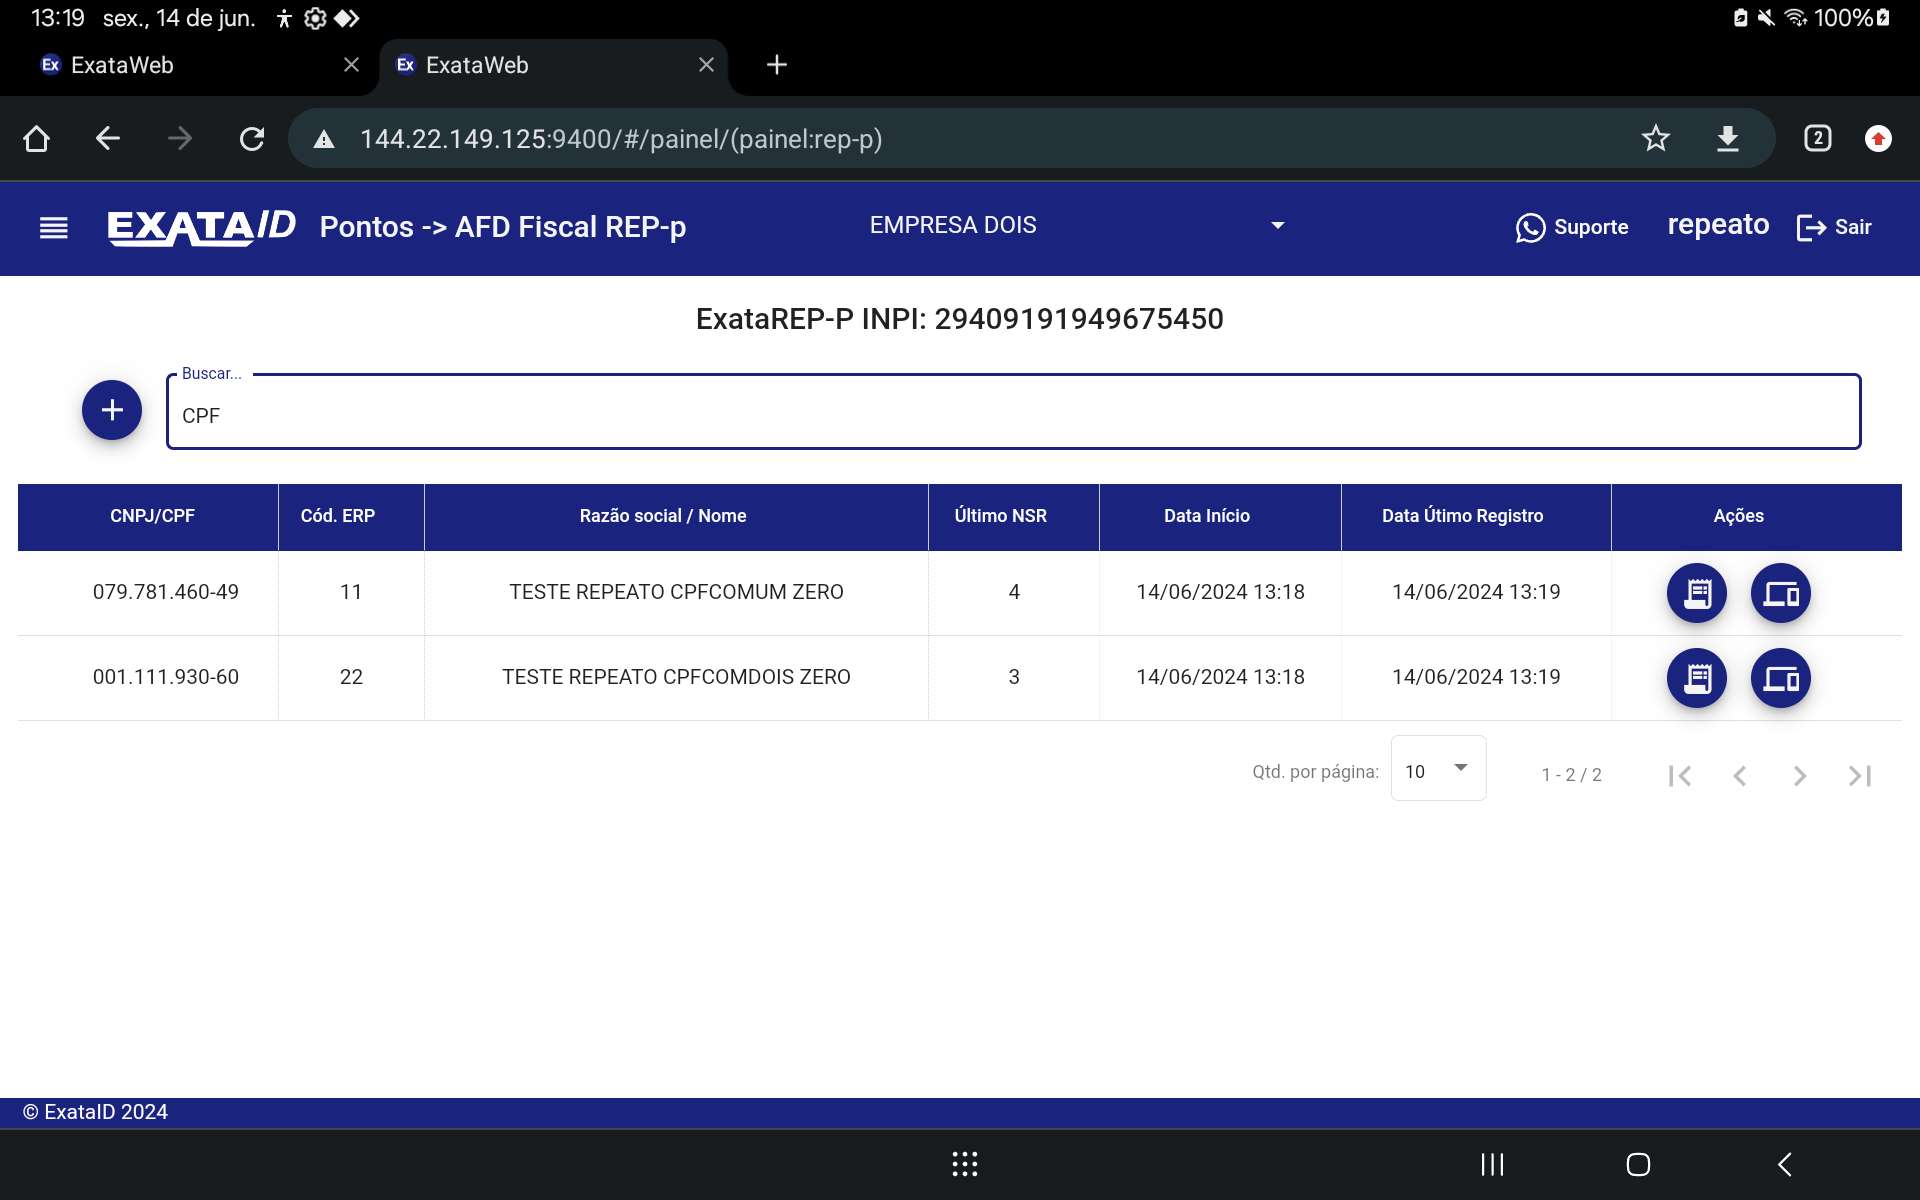 13:19 sex., 14 de jun. 100%
Ex ExataWeb Ex ExataWeb
144.22.149.125:9400/#/painel/(painel:rep-p) 2
EXATAID Pontos -> AFD Fiscal REP-p EMPRESA DOIS Suporte repeato Sair
ExataREP-P INPI: 29409191949675450
Buscar...
CPF
CNPJ/CPF Cód. ERP Razão social / Nome Último NSR Data Início Data Útimo Registro Ações
079.781.460-49 11 TESTE REPEATO CPFCOMUM ZERO 4 14/06/2024 13:18 14/06/2024 13:19
001.111.930-60 22 TESTE REPEATO CPFCOMDOIS ZERO 3 14/06/2024 13:18 14/06/2024 13:19
Qtd. por página: 10 1 - 2 / 2
© ExataID 2024